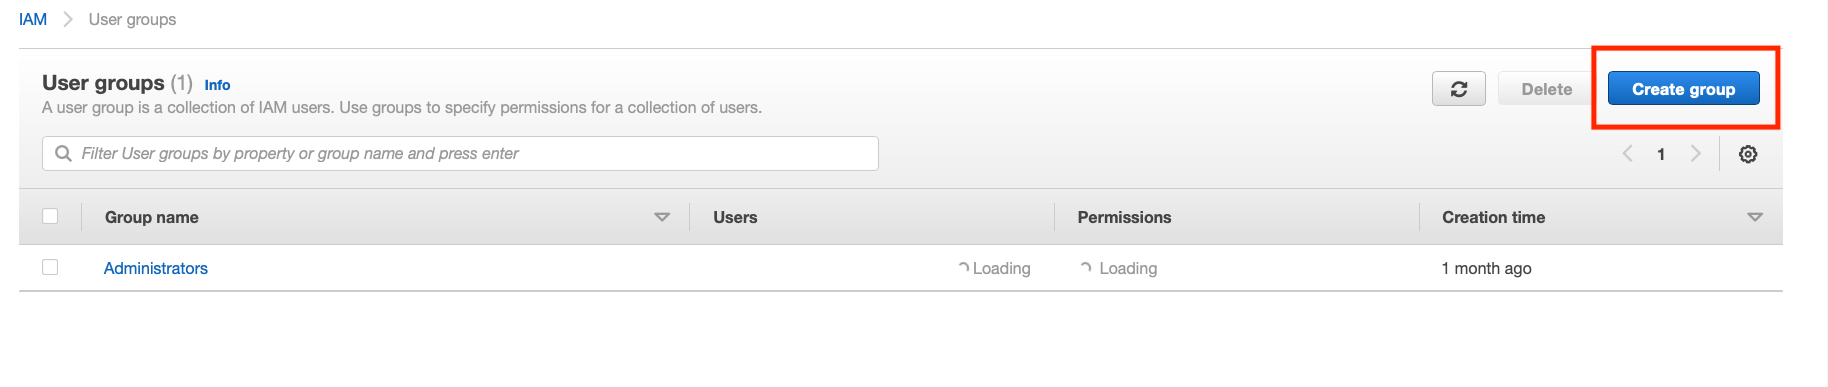 IAM User groups
User groups (1) Info
A user group is a collection of IAM users. Use groups to specify permissions for a collection of users.
Delete Create group
Filter User groups by property or group name and press enter
1
Group name Users Permissions Creation time
Administrators Loading Loading 1 month ago